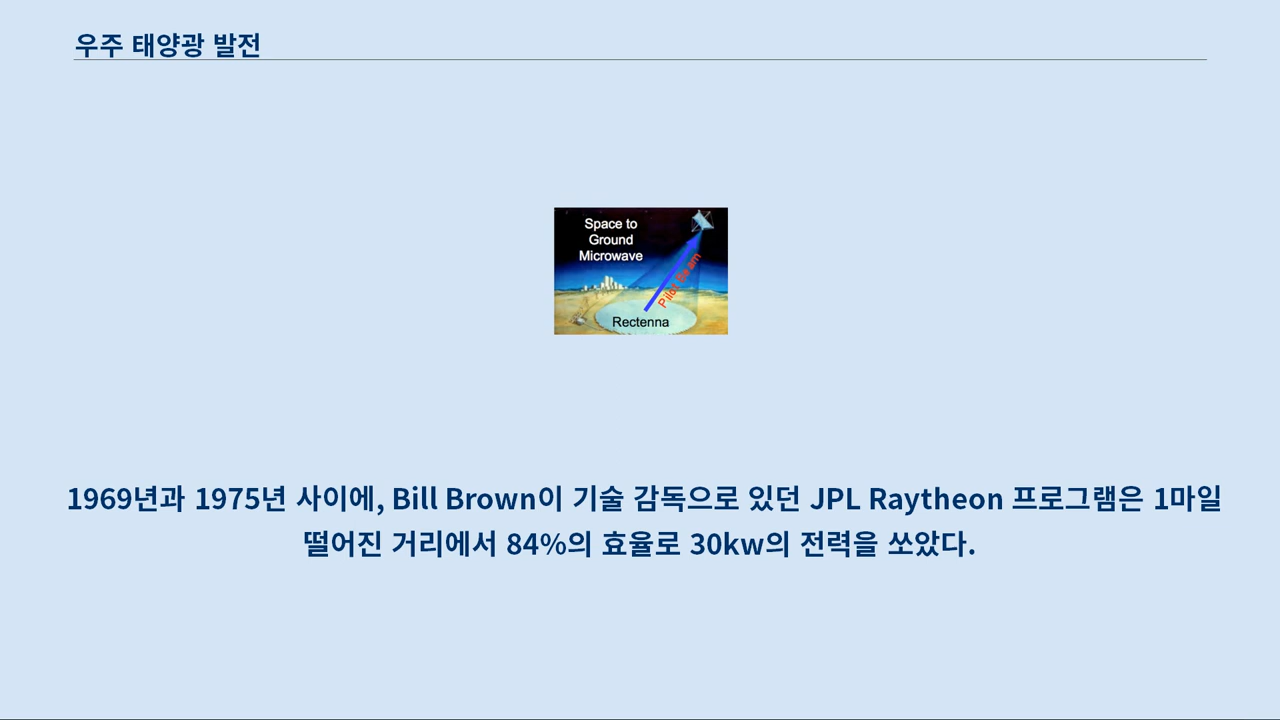 우주 태양광 발전
Space to
Ground
Microwave
Pilot Beam
Rectenna
1969년과 1975년 사이에, Bill Brown이 기술 감독으로 있던 JPL Raytheon 프로그램은 1마일
떨어진 거리에서 84%의 효율로 30kw의 전력을 쏘았다.